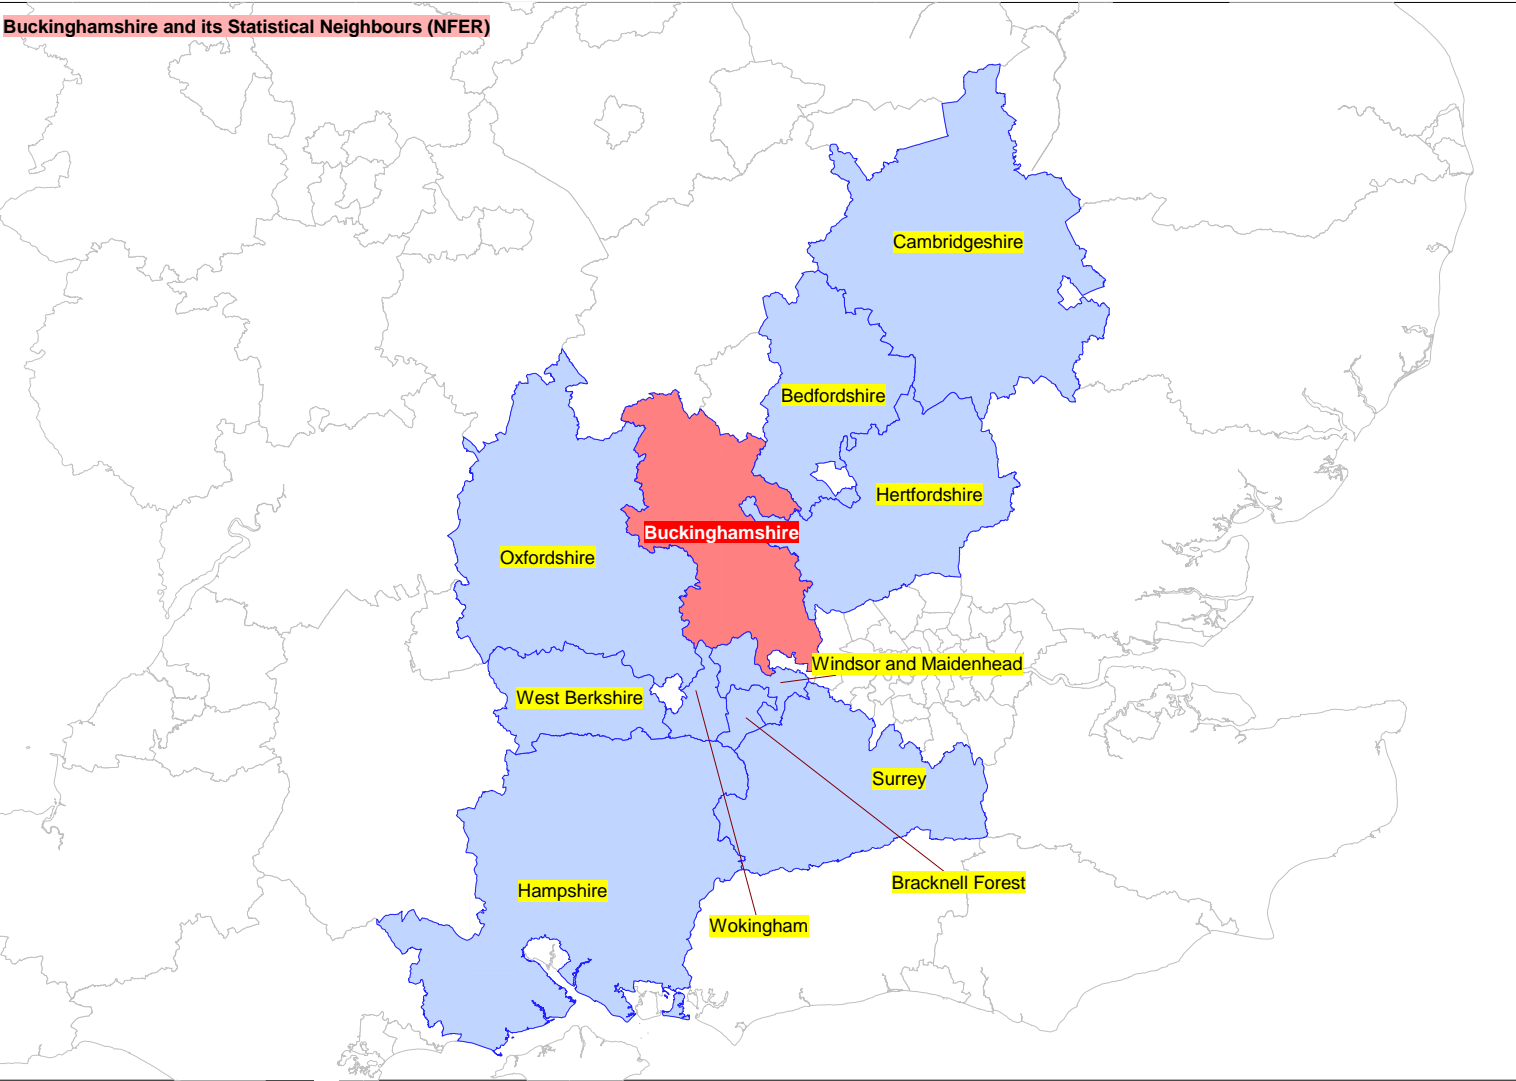 Buckinghamshire and its Statistical Neighbours (NFER)
Cambridgeshire
Bedfordshire
Hertfordshire
Buckinghamshire
Oxfordshire
Windsor and Maidenhead
West Berkshire
Surrey
Bracknell Forest
Hampshire
Wokingham